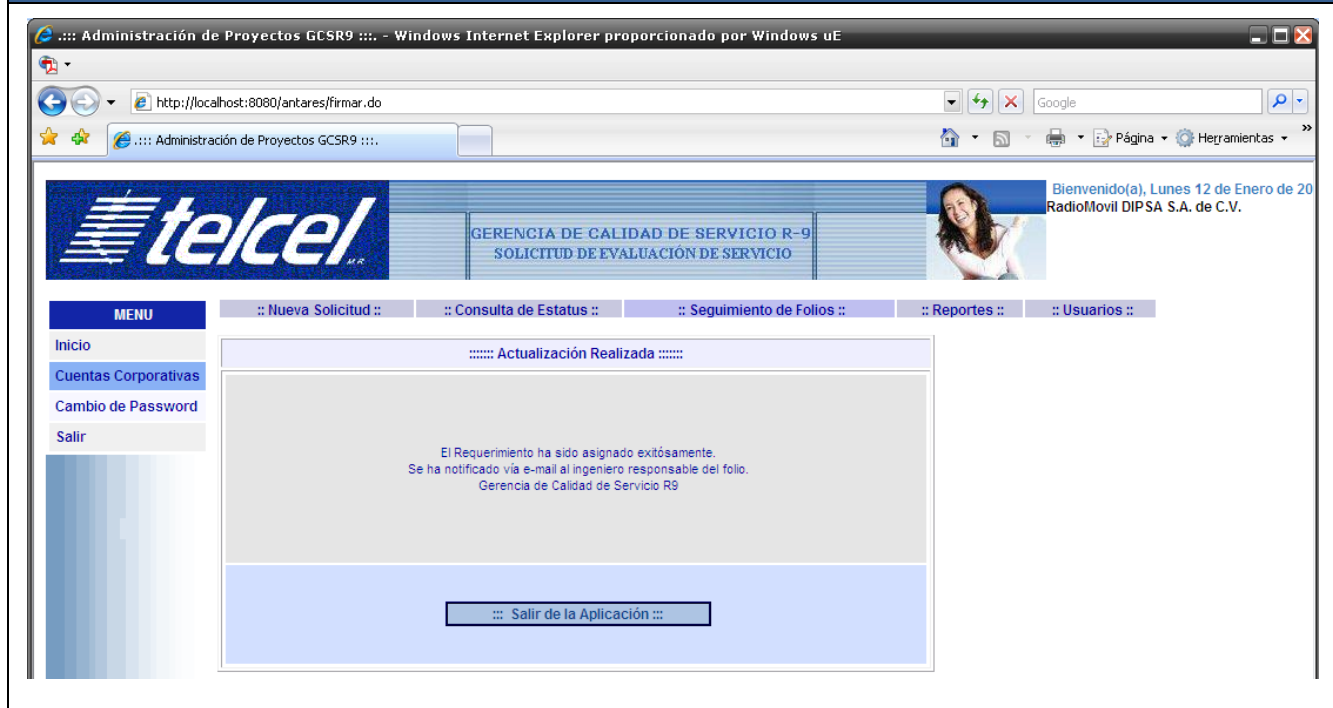 .::: Administración de Proyectos GCSR9 :::. - Windows Internet Explorer proporcionado por Windows uE
http://localhost:8080/antares/firmar.do
Google
.::: Administración de Proyectos GCSR9 :::.
Página
Herramientas
»
telcel
M.R.
GERENCIA DE CALIDAD DE SERVICIO R-9
SOLICITUD DE EVALUACIÓN DE SERVICIO
Bienvenido(a), Lunes 12 de Enero de 20
RadioMovil DIPSA S.A. de C.V.
MENU
:: Nueva Solicitud ::
:: Consulta de Estatus ::
:: Seguimiento de Folios ::
:: Reportes ::
:: Usuarios ::
Inicio
Cuentas Corporativas
Cambio de Password
Salir
::::::: Actualización Realizada :::::::
El Requerimiento ha sido asignado exitósamente.
Se ha notificado vía e-mail al ingeniero responsable del folio.
Gerencia de Calidad de Servicio R9
::: Salir de la Aplicación :::